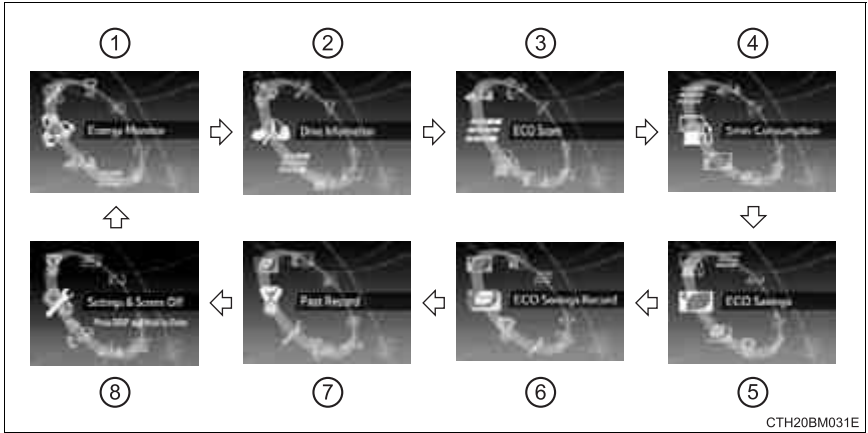 1
2
3
4
Energy Monitor
Drive Information
ECO Score
5min Consumption
Settings & Screen Off
Past Record
ECO Savings Record
ECO Savings
8
7
6
5
CTH20BM031E